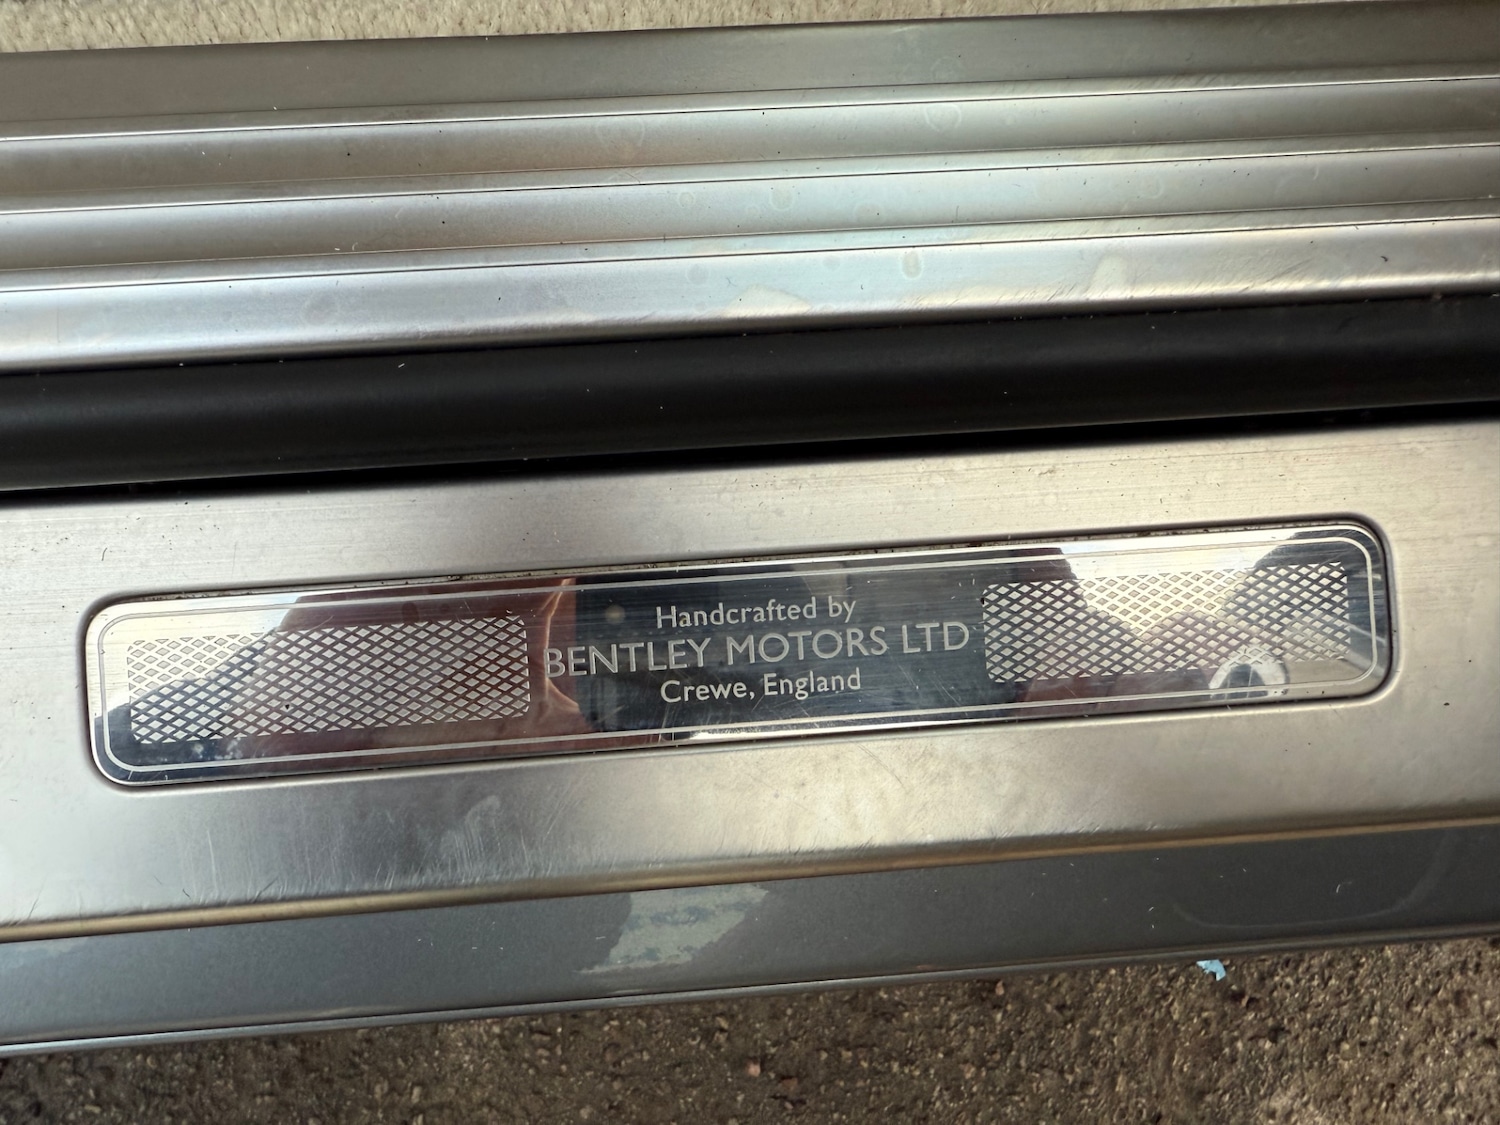 Handcrafted by
BENTLEY MOTORS LTD
Crewe, England